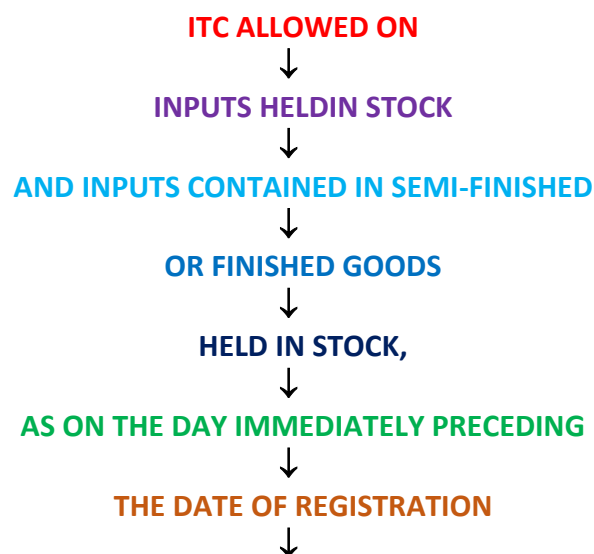 ITC ALLOWED ON
↓
INPUTS HELDIN STOCK
↓
AND INPUTS CONTAINED IN SEMI-FINISHED
↓
OR FINISHED GOODS
↓
HELD IN STOCK,
↓
AS ON THE DAY IMMEDIATELY PRECEDING
↓
THE DATE OF REGISTRATION
↓